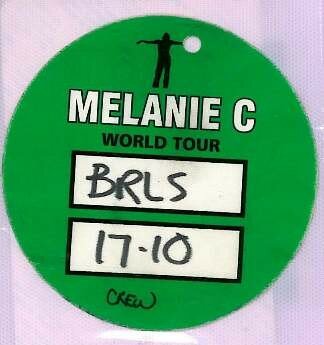 MELANIE C
WORLD TOUR
BRLS
17-10
CREW